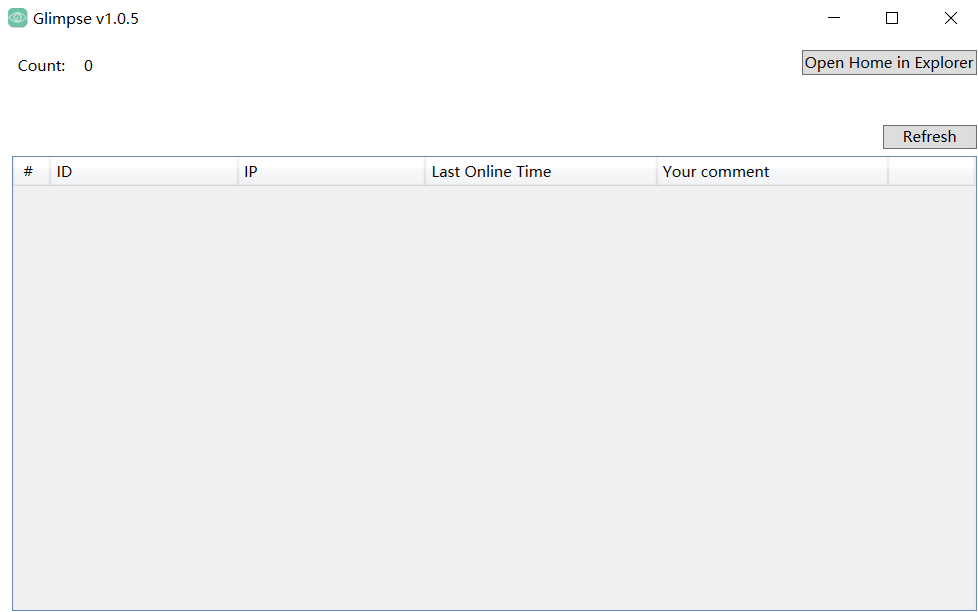 Glimpse v1.0.5
Count: 0
Open Home in Explorer
Refresh
# ID IP Last Online Time Your comment